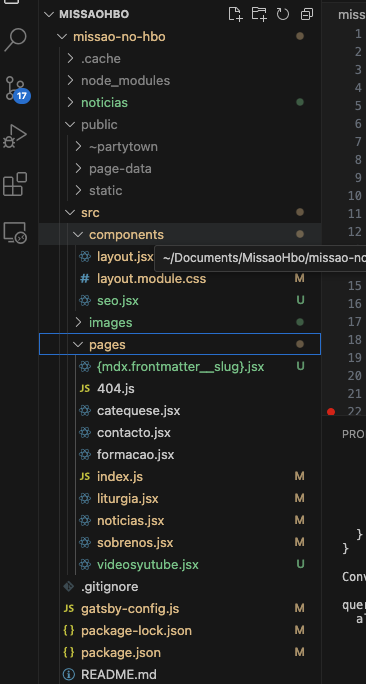 MISSAOHBO
miss
missao-no-hbo
1
.cache
2
3
node_modules
4
noticias
5
public
6
~partytown
7
page-data
8
static
9
10
src
11
components
12
layout.jsx
~/Documents/MissaoHbo/missao-no
layout.module.css M
15
seo.jsx U
16
images
17
pages
18
{mdx.frontmatter__slug}.jsx U
19
JS 404.js
20
catequese.jsx
21
contacto.jsx
22
PRO
formacao.jsx
JS index.js M
liturgia.jsx M
noticias.jsx M
}
sobrenos.jsx M
}
videosyutube.jsx U
Conv
.gitignore
JS gatsby-config.js M
quer
a
{} package-lock.json M
{} package.json M
README.md
17